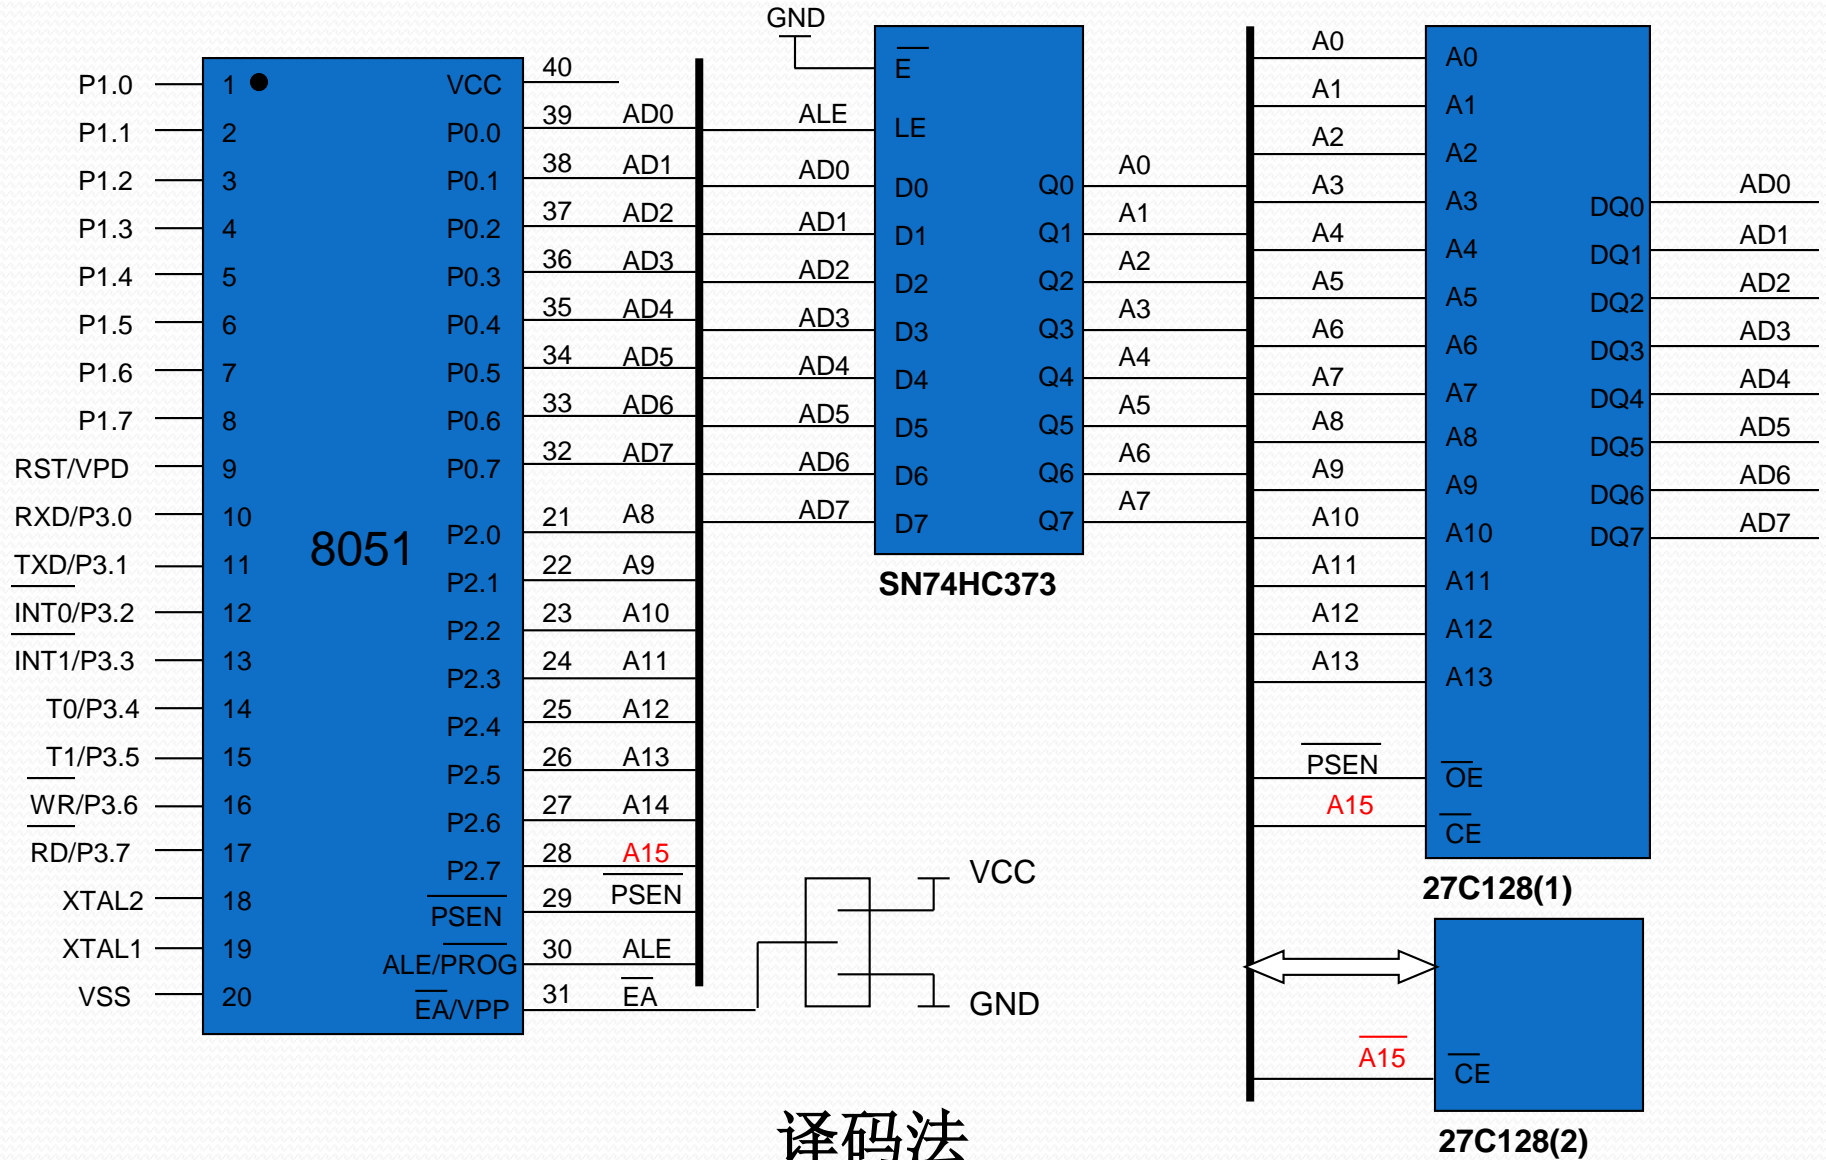 P1.0
P1.1
P1.2
P1.3
P1.4
P1.5
P1.6
P1.7
RST/VPD
RXD/P3.0
TXD/P3.1
INT0/P3.2
INT1/P3.3
T0/P3.4
T1/P3.5
WR/P3.6
RD/P3.7
XTAL2
XTAL1
VSS
1
2
3
4
5
6
7
8
9
10
11
12
13
14
15
16
17
18
19
20
8051
VCC
P0.0
P0.1
P0.2
P0.3
P0.4
P0.5
P0.6
P0.7
P2.0
P2.1
P2.2
P2.3
P2.4
P2.5
P2.6
P2.7
PSEN
ALE/PROG
EA/VPP
40
39 AD0
38 AD1
37 AD2
36 AD3
35 AD4
34 AD5
33 AD6
32 AD7
21 A8
22 A9
23 A10
24 A11
25 A12
26 A13
27 A14
28 A15
29 PSEN
30 ALE
31 EA
GND
ALE
AD0
AD1
AD2
AD3
AD4
AD5
AD6
AD7
E
LE
D0
D1
D2
D3
D4
D5
D6
D7
Q0
Q1
Q2
Q3
Q4
Q5
Q6
Q7
A0
A1
A2
A3
A4
A5
A6
A7
SN74HC373
VCC
GND
A0
A1
A2
A3
A4
A5
A6
A7
A8
A9
A10
A11
A12
A13
PSEN
A15
A0
A1
A2
A3
A4
A5
A6
A7
A8
A9
A10
A11
A12
A13
OE
CE
DQ0
DQ1
DQ2
DQ3
DQ4
DQ5
DQ6
DQ7
AD0
AD1
AD2
AD3
AD4
AD5
AD6
AD7
27C128(1)
A15
CE
27C128(2)
译码法